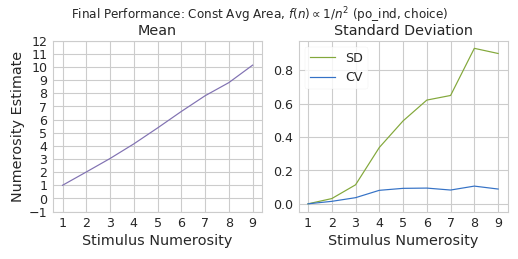 Final Performance: Const Avg Area, f(n) ∝ 1/n² (po_ind, choice)
Mean
Standard Deviation
Numerosity Estimate
12
11
10
9
8
7
6
5
4
3
2
1
0
−1
1 2 3 4 5 6 7 8 9
Stimulus Numerosity
SD
CV
0.8
0.6
0.4
0.2
0.0
1 2 3 4 5 6 7 8 9
Stimulus Numerosity